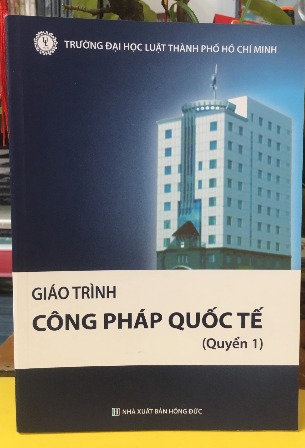 TRƯỜNG ĐẠI HỌC LUẬT THÀNH PHỐ HỒ CHÍ MINH
GIÁO TRÌNH
CÔNG PHÁP QUỐC TẾ
(Quyển 1)
NHÀ XUẤT BẢN HỒNG ĐỨC